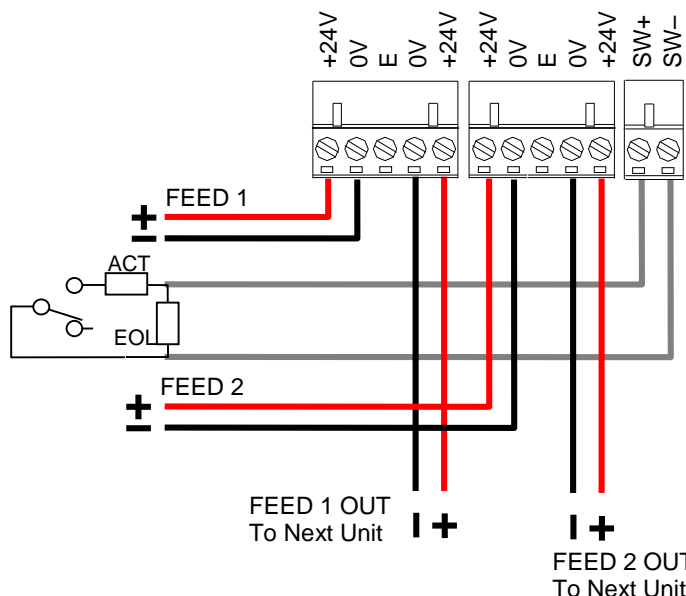 +24V 0V E 0V +24V +24V 0V E 0V +24V SW+ SW–
FEED 1
+
–
ACT
EOL
FEED 2
+
–
FEED 1 OUT
To Next Unit
– +
– +
FEED 2 OUT
To Next Unit